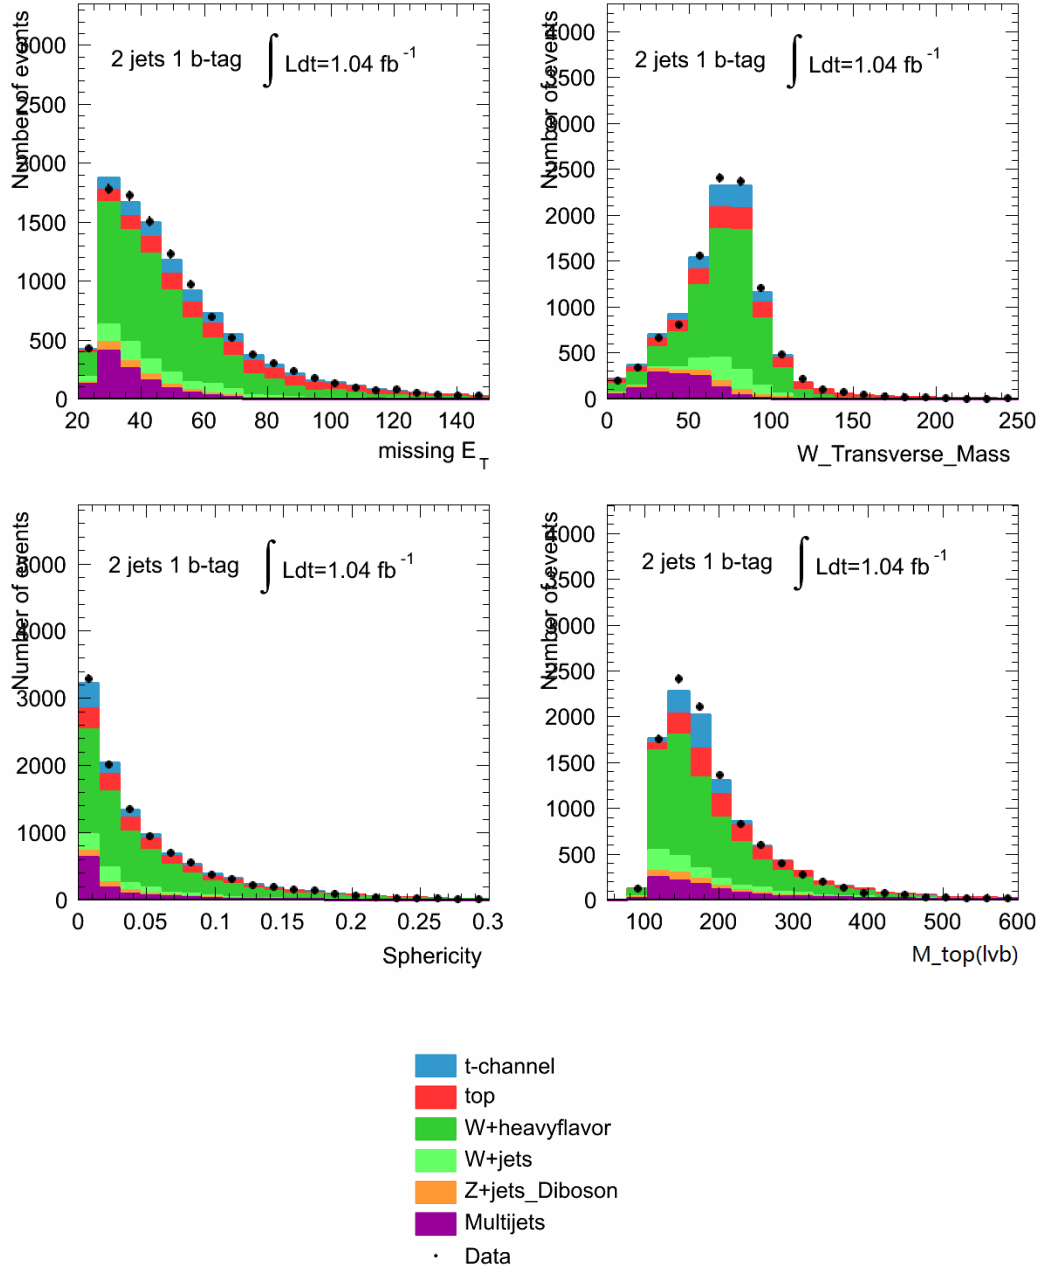 Number of events
3000
2500
2000
1500
1000
500
0
20 40 60 80 100 120 140
2 jets 1 b-tag ∫ Ldt=1.04 fb-1
missing ET
Number of events
4000
3500
3000
2500
2000
1500
1000
500
0
0 50 100 150 200 250
2 jets 1 b-tag ∫ Ldt=1.04 fb-1
W_Transverse_Mass
Number of events
5000
4000
3000
2000
1000
0
0 0.05 0.1 0.15 0.2 0.25 0.3
2 jets 1 b-tag ∫ Ldt=1.04 fb-1
Sphericity
Number of events
4000
3500
3000
2500
2000
1500
1000
500
0
100 200 300 400 500 600
2 jets 1 b-tag ∫ Ldt=1.04 fb-1
M_top(lvb)
t-channel
top
W+heavyflavor
W+jets
Z+jets_Diboson
Multijets
Data